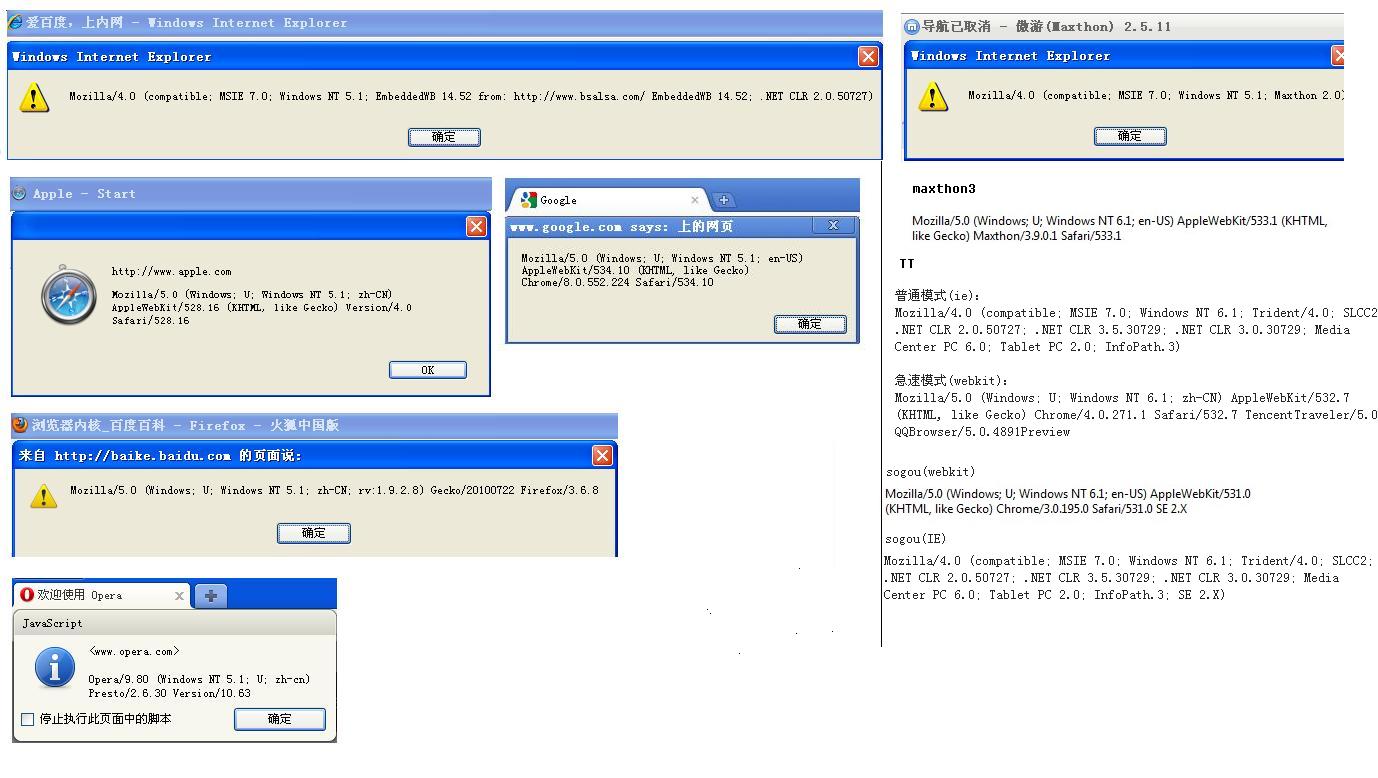 爱百度，上内网 - Windows Internet Explorer
Windows Internet Explorer
Mozilla/4.0 (compatible; MSIE 7.0; Windows NT 5.1; EmbeddedWB 14.52 from: http://www.bsalsa.com/ EmbeddedWB 14.52; .NET CLR 2.0.50727)
确定
Apple - Start
http://www.apple.com
Mozilla/5.0 (Windows; U; Windows NT 5.1; zh-CN)
AppleWebKit/528.16 (KHTML, like Gecko) Version/4.0
Safari/528.16
OK
Google
www.google.com says: 上的网页
Mozilla/5.0 (Windows; U; Windows NT 5.1; en-US)
AppleWebKit/534.10 (KHTML, like Gecko)
Chrome/8.0.552.224 Safari/534.10
确定
浏览器内核_百度百科 - Firefox - 火狐中国版
来自 http://baike.baidu.com 的页面说:
Mozilla/5.0 (Windows; U; Windows NT 5.1; zh-CN; rv:1.9.2.8) Gecko/20100722 Firefox/3.6.8
确定
欢迎使用 Opera
JavaScript
<www.opera.com>
Opera/9.80 (Windows NT 5.1; U; zh-cn)
Presto/2.6.30 Version/10.63
停止执行此页面中的脚本
确定
导航已取消 - 傲游(Maxthon) 2.5.11
Windows Internet Explorer
Mozilla/4.0 (compatible; MSIE 7.0; Windows NT 5.1; Maxthon 2.0)
确定
maxthon3
Mozilla/5.0 (Windows; U; Windows NT 6.1; en-US) AppleWebKit/533.1 (KHTML,
like Gecko) Maxthon/3.9.0.1 Safari/533.1
TT
普通模式(ie):
Mozilla/4.0 (compatible; MSIE 7.0; Windows NT 6.1; Trident/4.0; SLCC2
.NET CLR 2.0.50727; .NET CLR 3.5.30729; .NET CLR 3.0.30729; Media
Center PC 6.0; Tablet PC 2.0; InfoPath.3)
急速模式(webkit):
Mozilla/5.0 (Windows; U; Windows NT 6.1; zh-CN) AppleWebKit/532.7
(KHTML, like Gecko) Chrome/4.0.271.1 Safari/532.7 TencentTraveler/5.0
QQBrowser/5.0.4891Preview
sogou(webkit)
Mozilla/5.0 (Windows; U; Windows NT 6.1; en-US) AppleWebKit/531.0
(KHTML, like Gecko) Chrome/3.0.195.0 Safari/531.0 SE 2.X
sogou(IE)
Mozilla/4.0 (compatible; MSIE 7.0; Windows NT 6.1; Trident/4.0; SLCC2;
.NET CLR 2.0.50727; .NET CLR 3.5.30729; .NET CLR 3.0.30729; Media
Center PC 6.0; Tablet PC 2.0; InfoPath.3; SE 2.X)